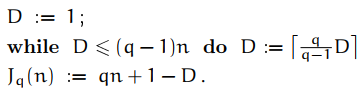 D := 1;
while D ⩽ (q − 1)n do D := ⌈q/(q−1) D⌉
J_q(n) := qn + 1 − D.